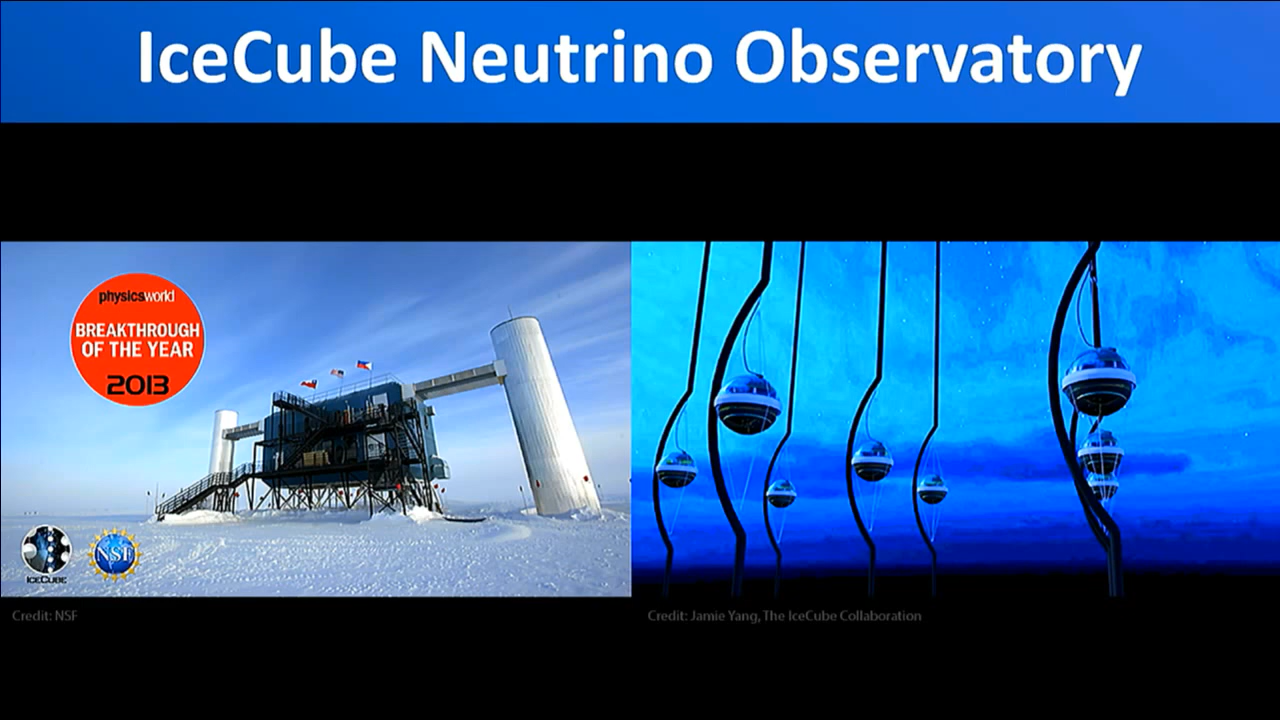 IceCube Neutrino Observatory
physicsworld
BREAKTHROUGH
OF THE YEAR
2013
ICECUBE
NSF
Credit: NSF
Credit: Jamie Yang, The IceCube Collaboration